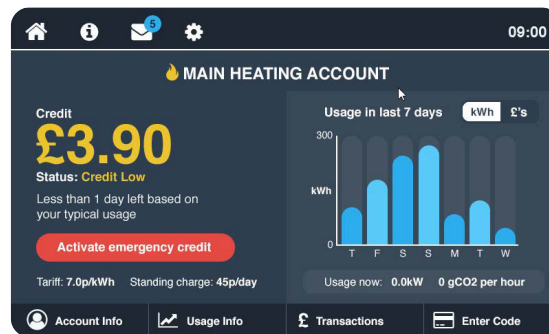 5
09:00
MAIN HEATING ACCOUNT
Credit
£3.90
Status: Credit Low
Less than 1 day left based on
your typical usage
Activate emergency credit
Tariff: 7.0p/kWh Standing charge: 45p/day
Usage in last 7 days kWh £'s
300
kWh
0
T F S S M T W
Usage now: 0.0kW 0 gCO2 per hour
Account Info Usage Info £ Transactions Enter Code